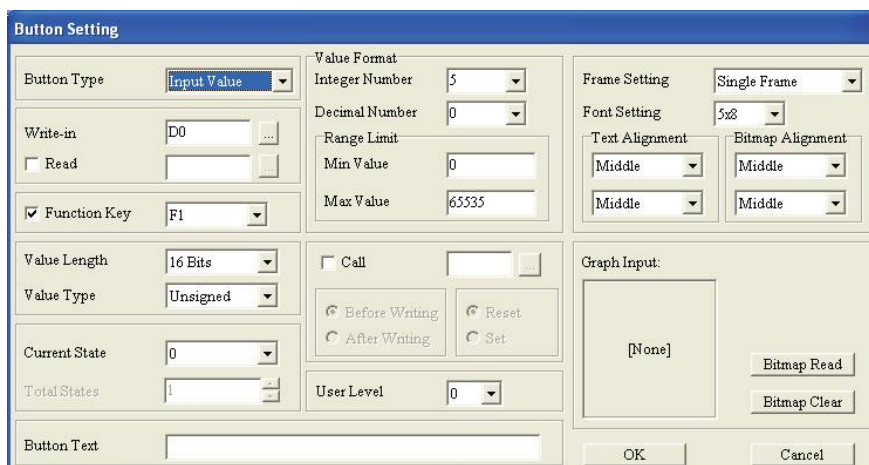 Button Setting
Button Type
Input Value
Write-in
D0
...
Read
...
Function Key
F1
Value Length
16 Bits
Value Type
Unsigned
Current State
0
Total States
1
Button Text
Value Format
Integer Number
5
Decimal Number
0
Range Limit
Min Value
0
Max Value
65535
Call
...
Before Writing
After Writing
Reset
Set
User Level
0
Frame Setting
Single Frame
Font Setting
5x8
Text Alignment
Middle
Middle
Bitmap Alignment
Middle
Middle
Graph Input:
[None]
Bitmap Read
Bitmap Clear
OK
Cancel